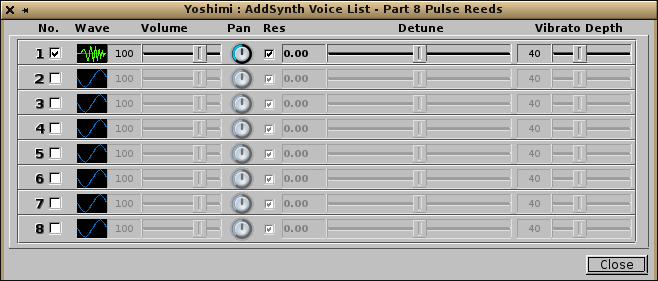 Yoshimi : AddSynth Voice List - Part 8 Pulse Reeds
No. Wave Volume Pan Res Detune Vibrato Depth
1 100 0.00 40
2 100 0.00 40
3 100 0.00 40
4 100 0.00 40
5 100 0.00 40
6 100 0.00 40
7 100 0.00 40
8 100 0.00 40
Close